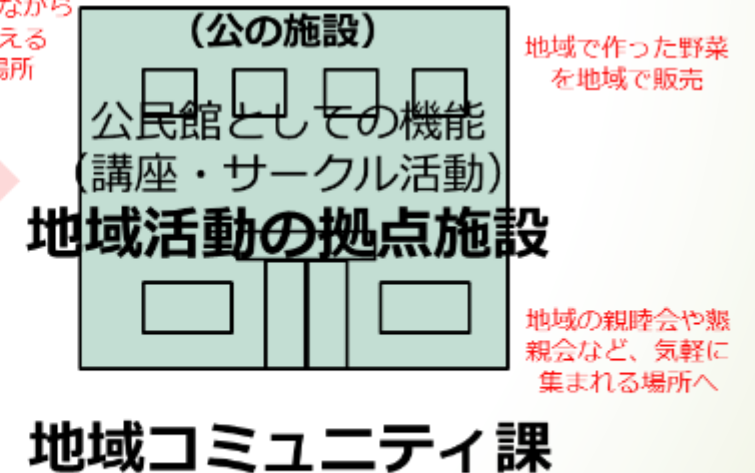 ながら
える
場所
（公の施設）
地域で作った野菜
を地域で販売
公民館としての機能
（講座・サークル活動）
地域活動の拠点施設
地域の親睦会や懇
親会など、気軽に
集まれる場所へ
地域コミュニティ課